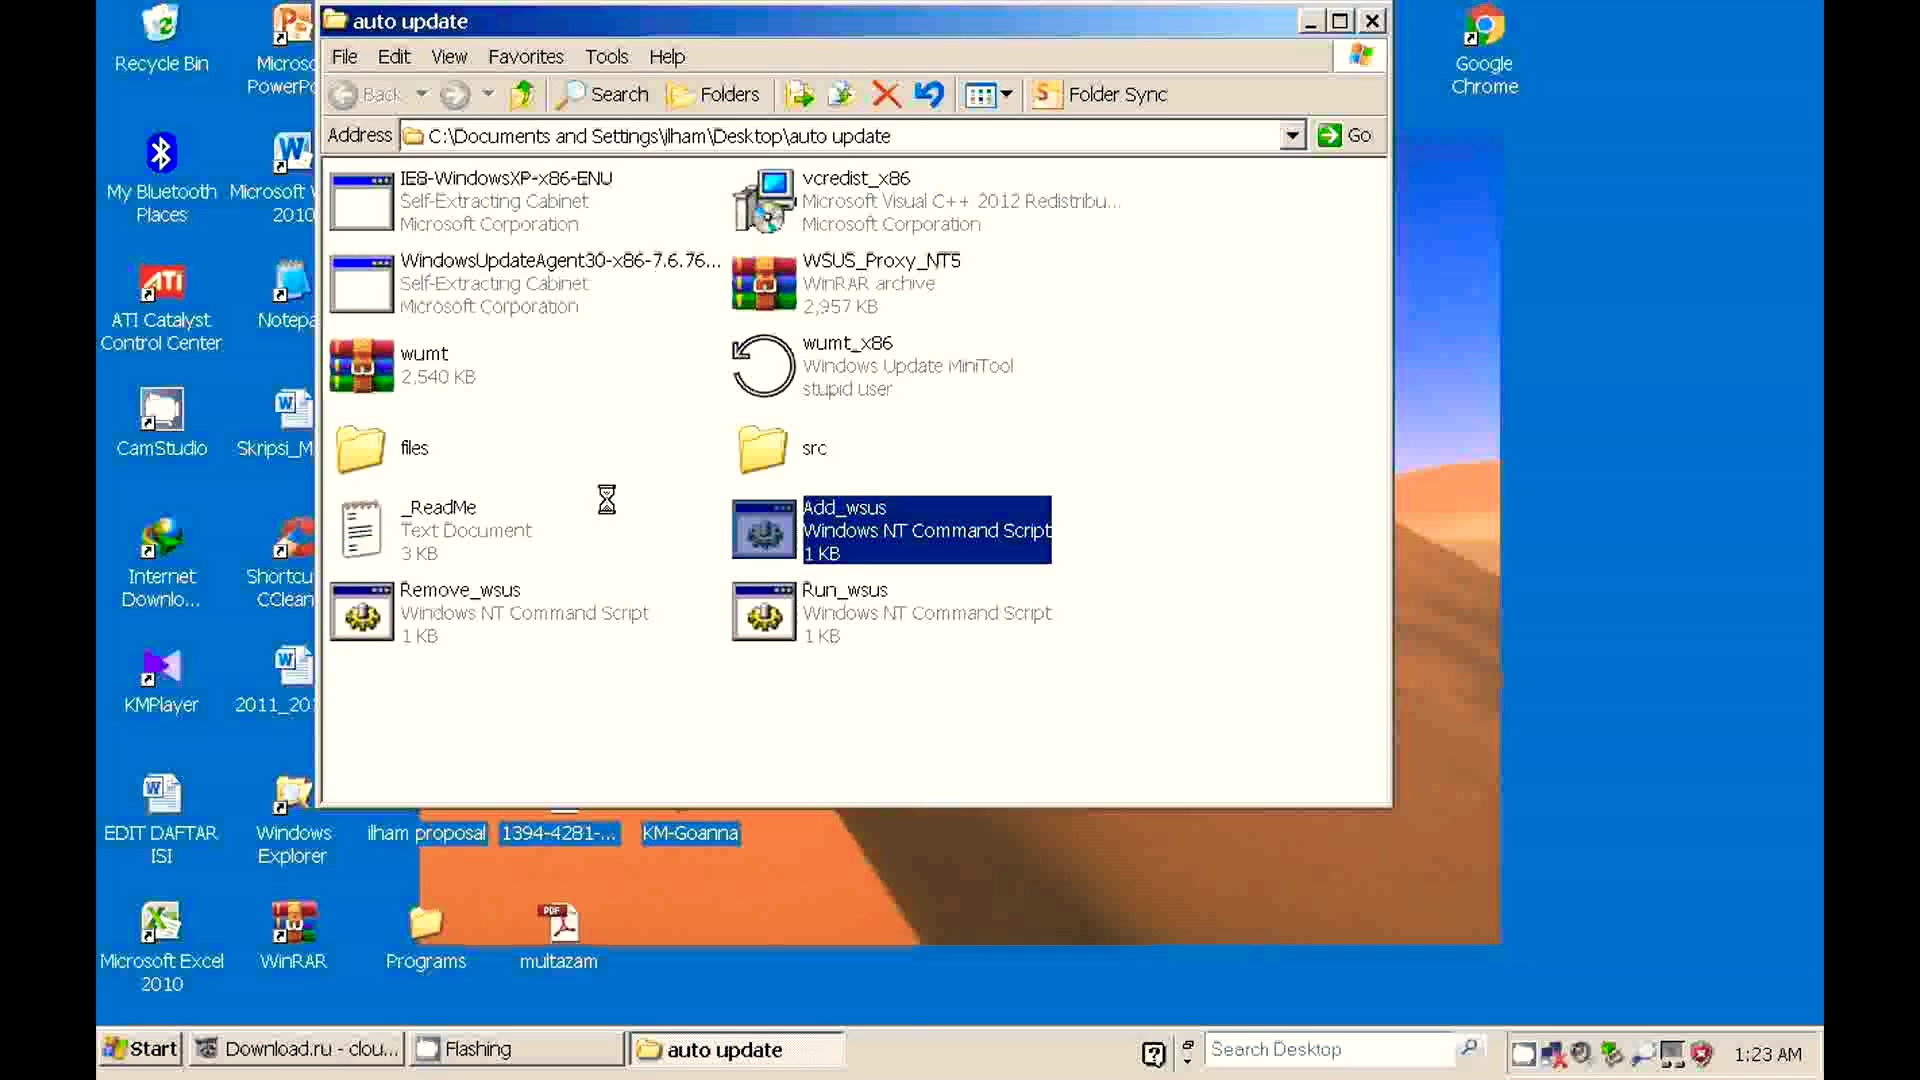 auto update
File Edit View Favorites Tools Help
Back Search Folders Folder Sync
Address C:\Documents and Settings\ilham\Desktop\auto update Go
IE8-WindowsXP-x86-ENU
Self-Extracting Cabinet
Microsoft Corporation
vcredist_x86
Microsoft Visual C++ 2012 Redistribu...
Microsoft Corporation
WindowsUpdateAgent30-x86-7.6.76...
Self-Extracting Cabinet
Microsoft Corporation
WSUS_Proxy_NT5
WinRAR archive
2,957 KB
wumt
2,540 KB
wumt_x86
Windows Update MiniTool
stupid user
files
src
_ReadMe
Text Document
3 KB
Add_wsus
Windows NT Command Script
1 KB
Remove_wsus
Windows NT Command Script
1 KB
Run_wsus
Windows NT Command Script
1 KB
Recycle Bin
Micros
PowerP
Google
Chrome
My Bluetooth
Places
Microsoft
2010
ATI
ATI Catalyst
Control Center
Notepa
CamStudio
Skripsi_M
Internet
Downlo...
Shortcu
CClean
KMPlayer
2011_20
EDIT DAFTAR
ISI
Windows
Explorer
ilham proposal
1394-4281-...
KM-Goanna
Microsoft Excel
2010
WinRAR
Programs
PDF
multazam
Start Download.ru - clou... Flashing auto update Search Desktop 1:23 AM